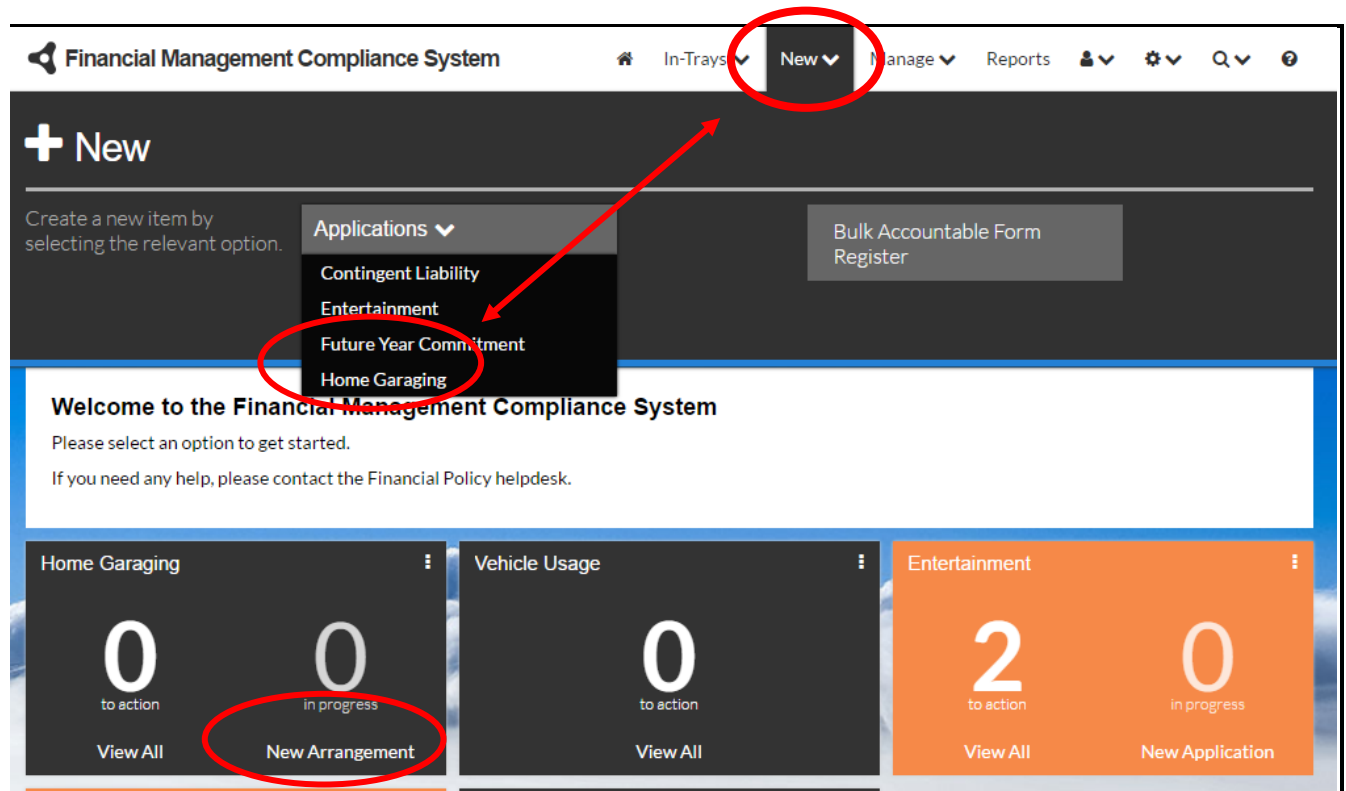 Financial Management Compliance System
In-Trays New Manage Reports
New
Create a new item by
selecting the relevant option.
Applications
Contingent Liability
Entertainment
Future Year Commitment
Home Garaging
Bulk Accountable Form
Register
Welcome to the Financial Management Compliance System
Please select an option to get started.
If you need any help, please contact the Financial Policy helpdesk.
Home Garaging
0 0
to action in progress
View All New Arrangement
Vehicle Usage
0
to action
View All
Entertainment
2 0
to action in progress
View All New Application